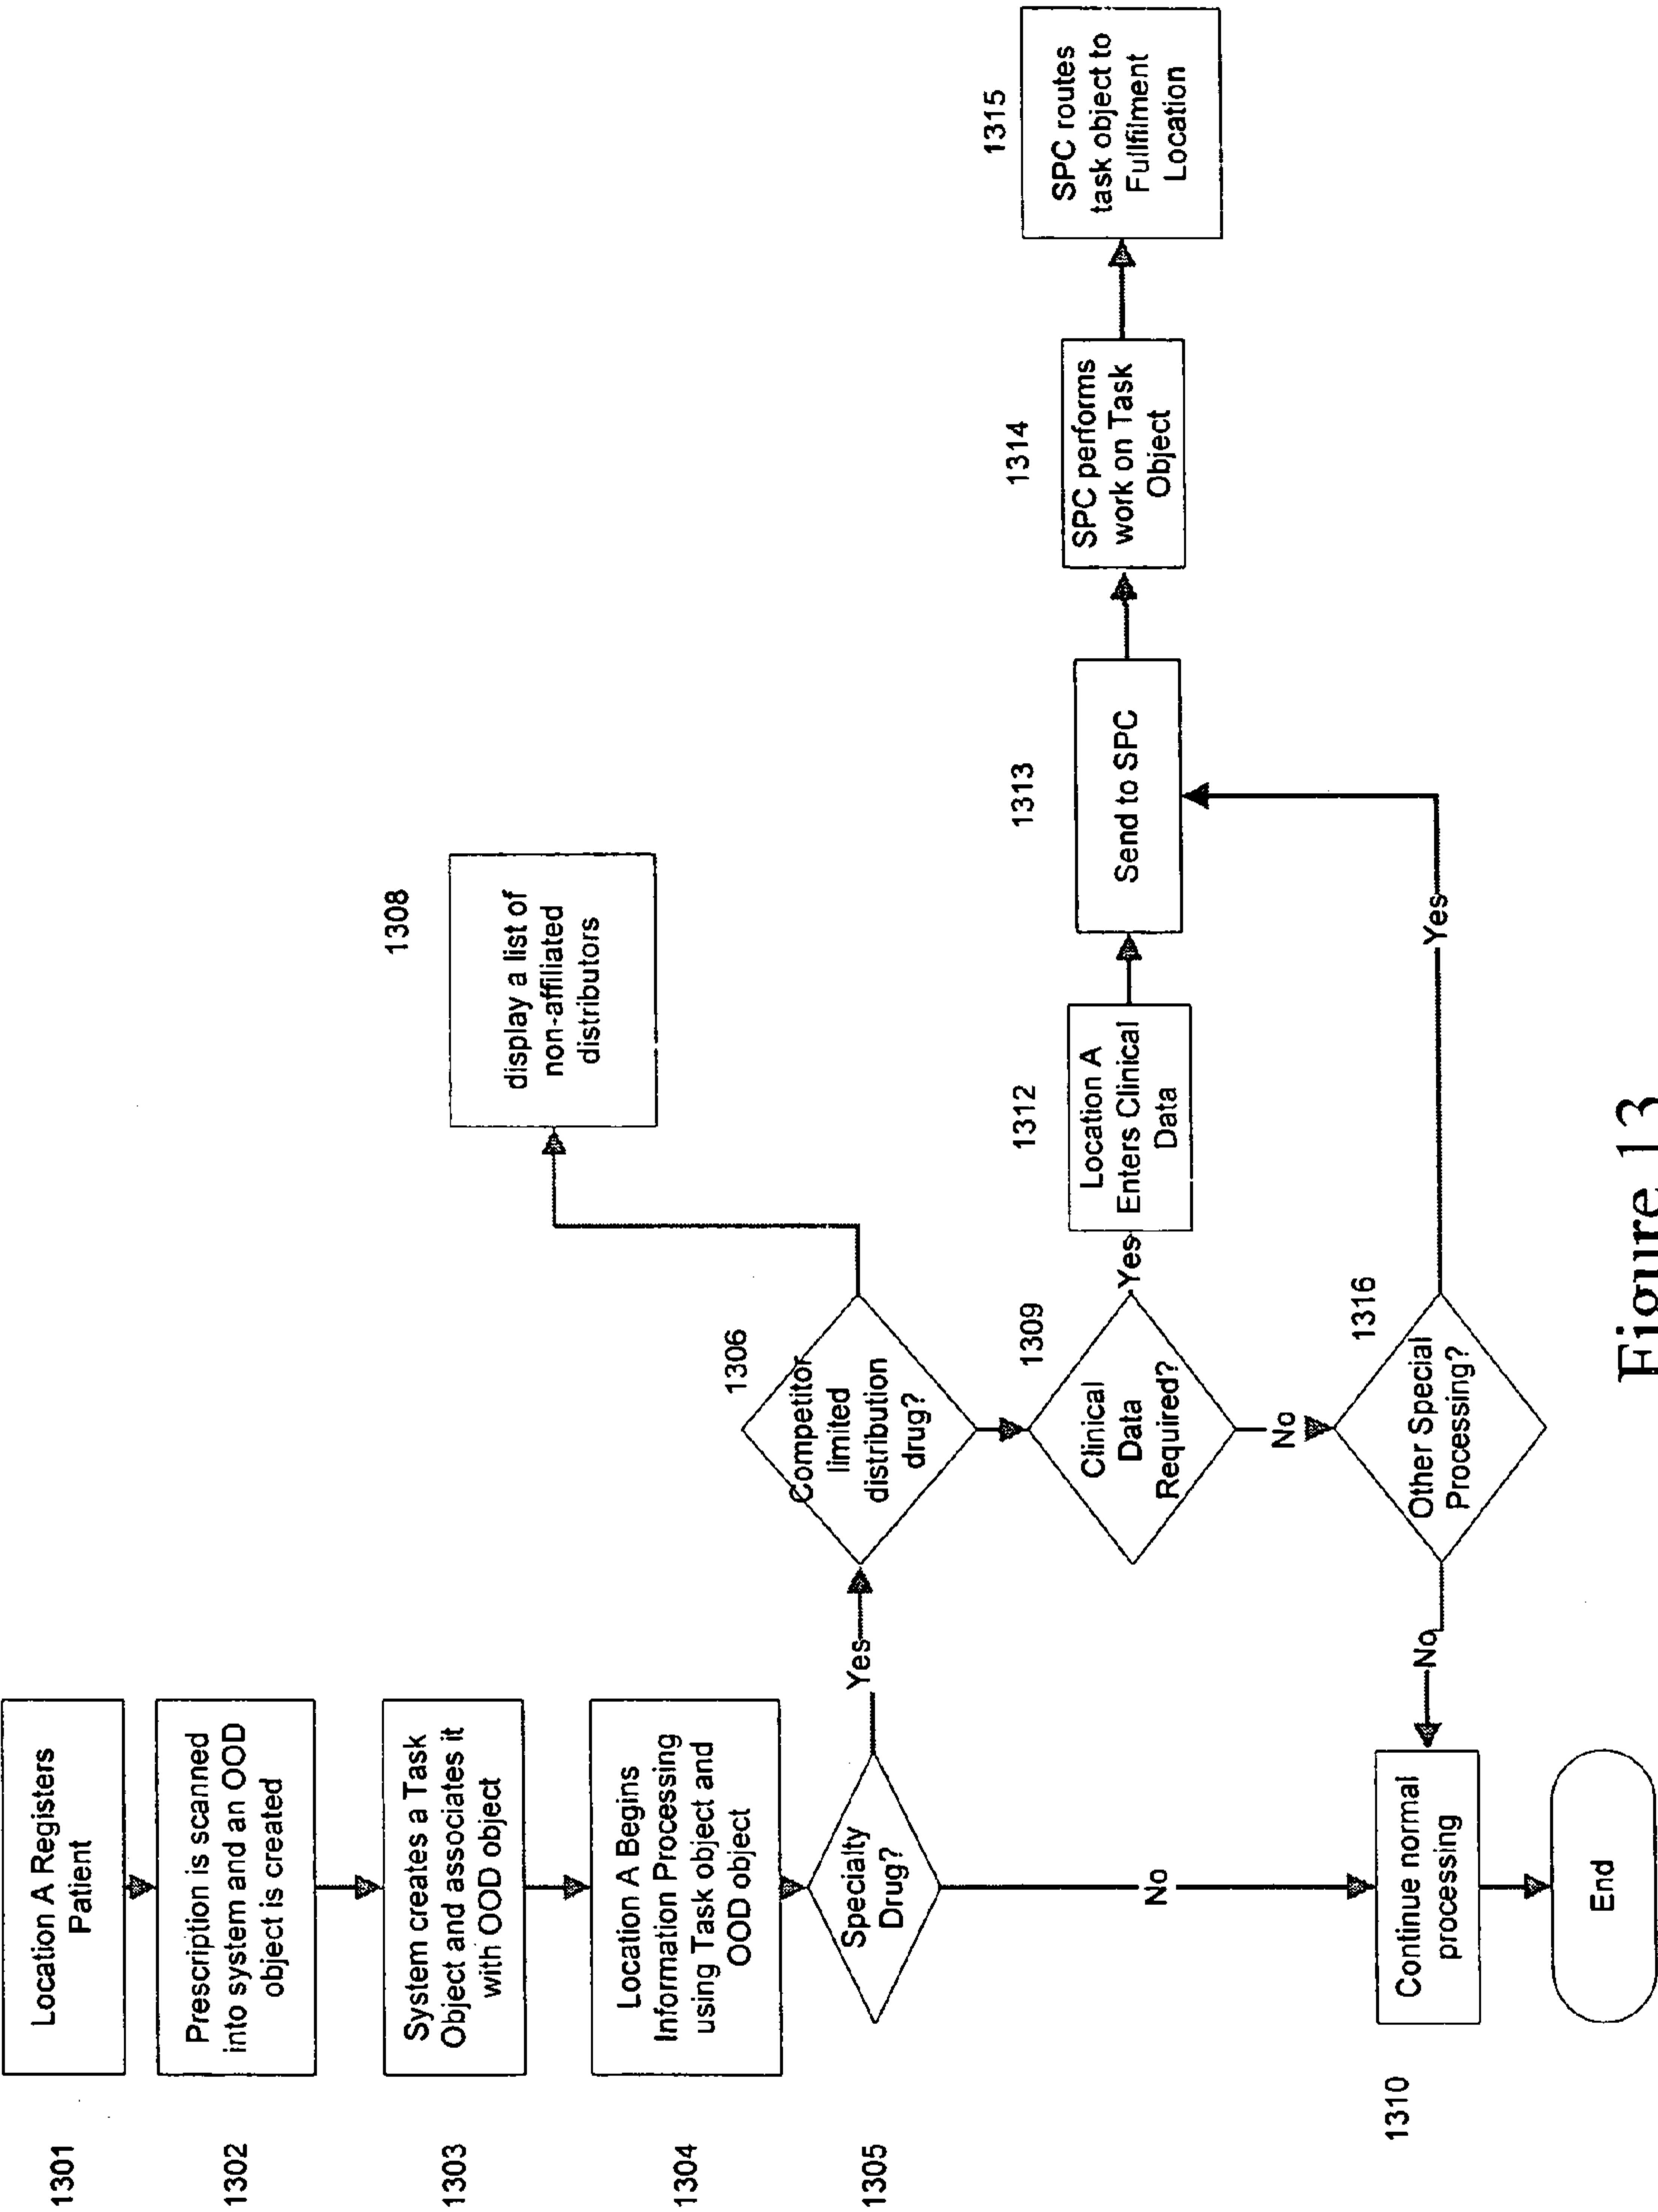 1301
Location A Registers
Patient
1302
Prescription is scanned
into system and an OOD
object is created
1303
System creates a Task
Object and associates it
with OOD object
1304
Location A Begins
Information Processing
using Task object and
OOD object
1305
Specialty
Drug?
Yes
No
1306
Competitor
limited
distribution
drug?
1308
display a list of
non-affiliated
distributors
1309
Clinical
Data
Required?
Yes
No
1312
Location A
Enters Clinical
Data
1313
Send to SPC
1314
SPC performs
work on Task
Object
1315
SPC routes
task object to
Fullfilment
Location
1316
Other Special
Processing?
Yes
No
1310
Continue normal
processing
End
Figure 13